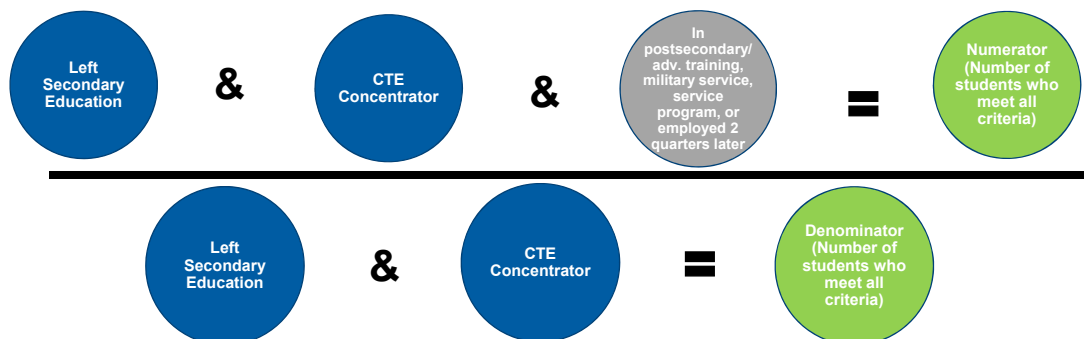 Left
Secondary
Education
&
CTE
Concentrator
&
In
postsecondary/
adv. training,
military service,
service
program, or
employed 2
quarters later
=
Numerator
(Number of
students who
meet all
criteria)
Left
Secondary
Education
&
CTE
Concentrator
=
Denominator
(Number of
students who
meet all
criteria)